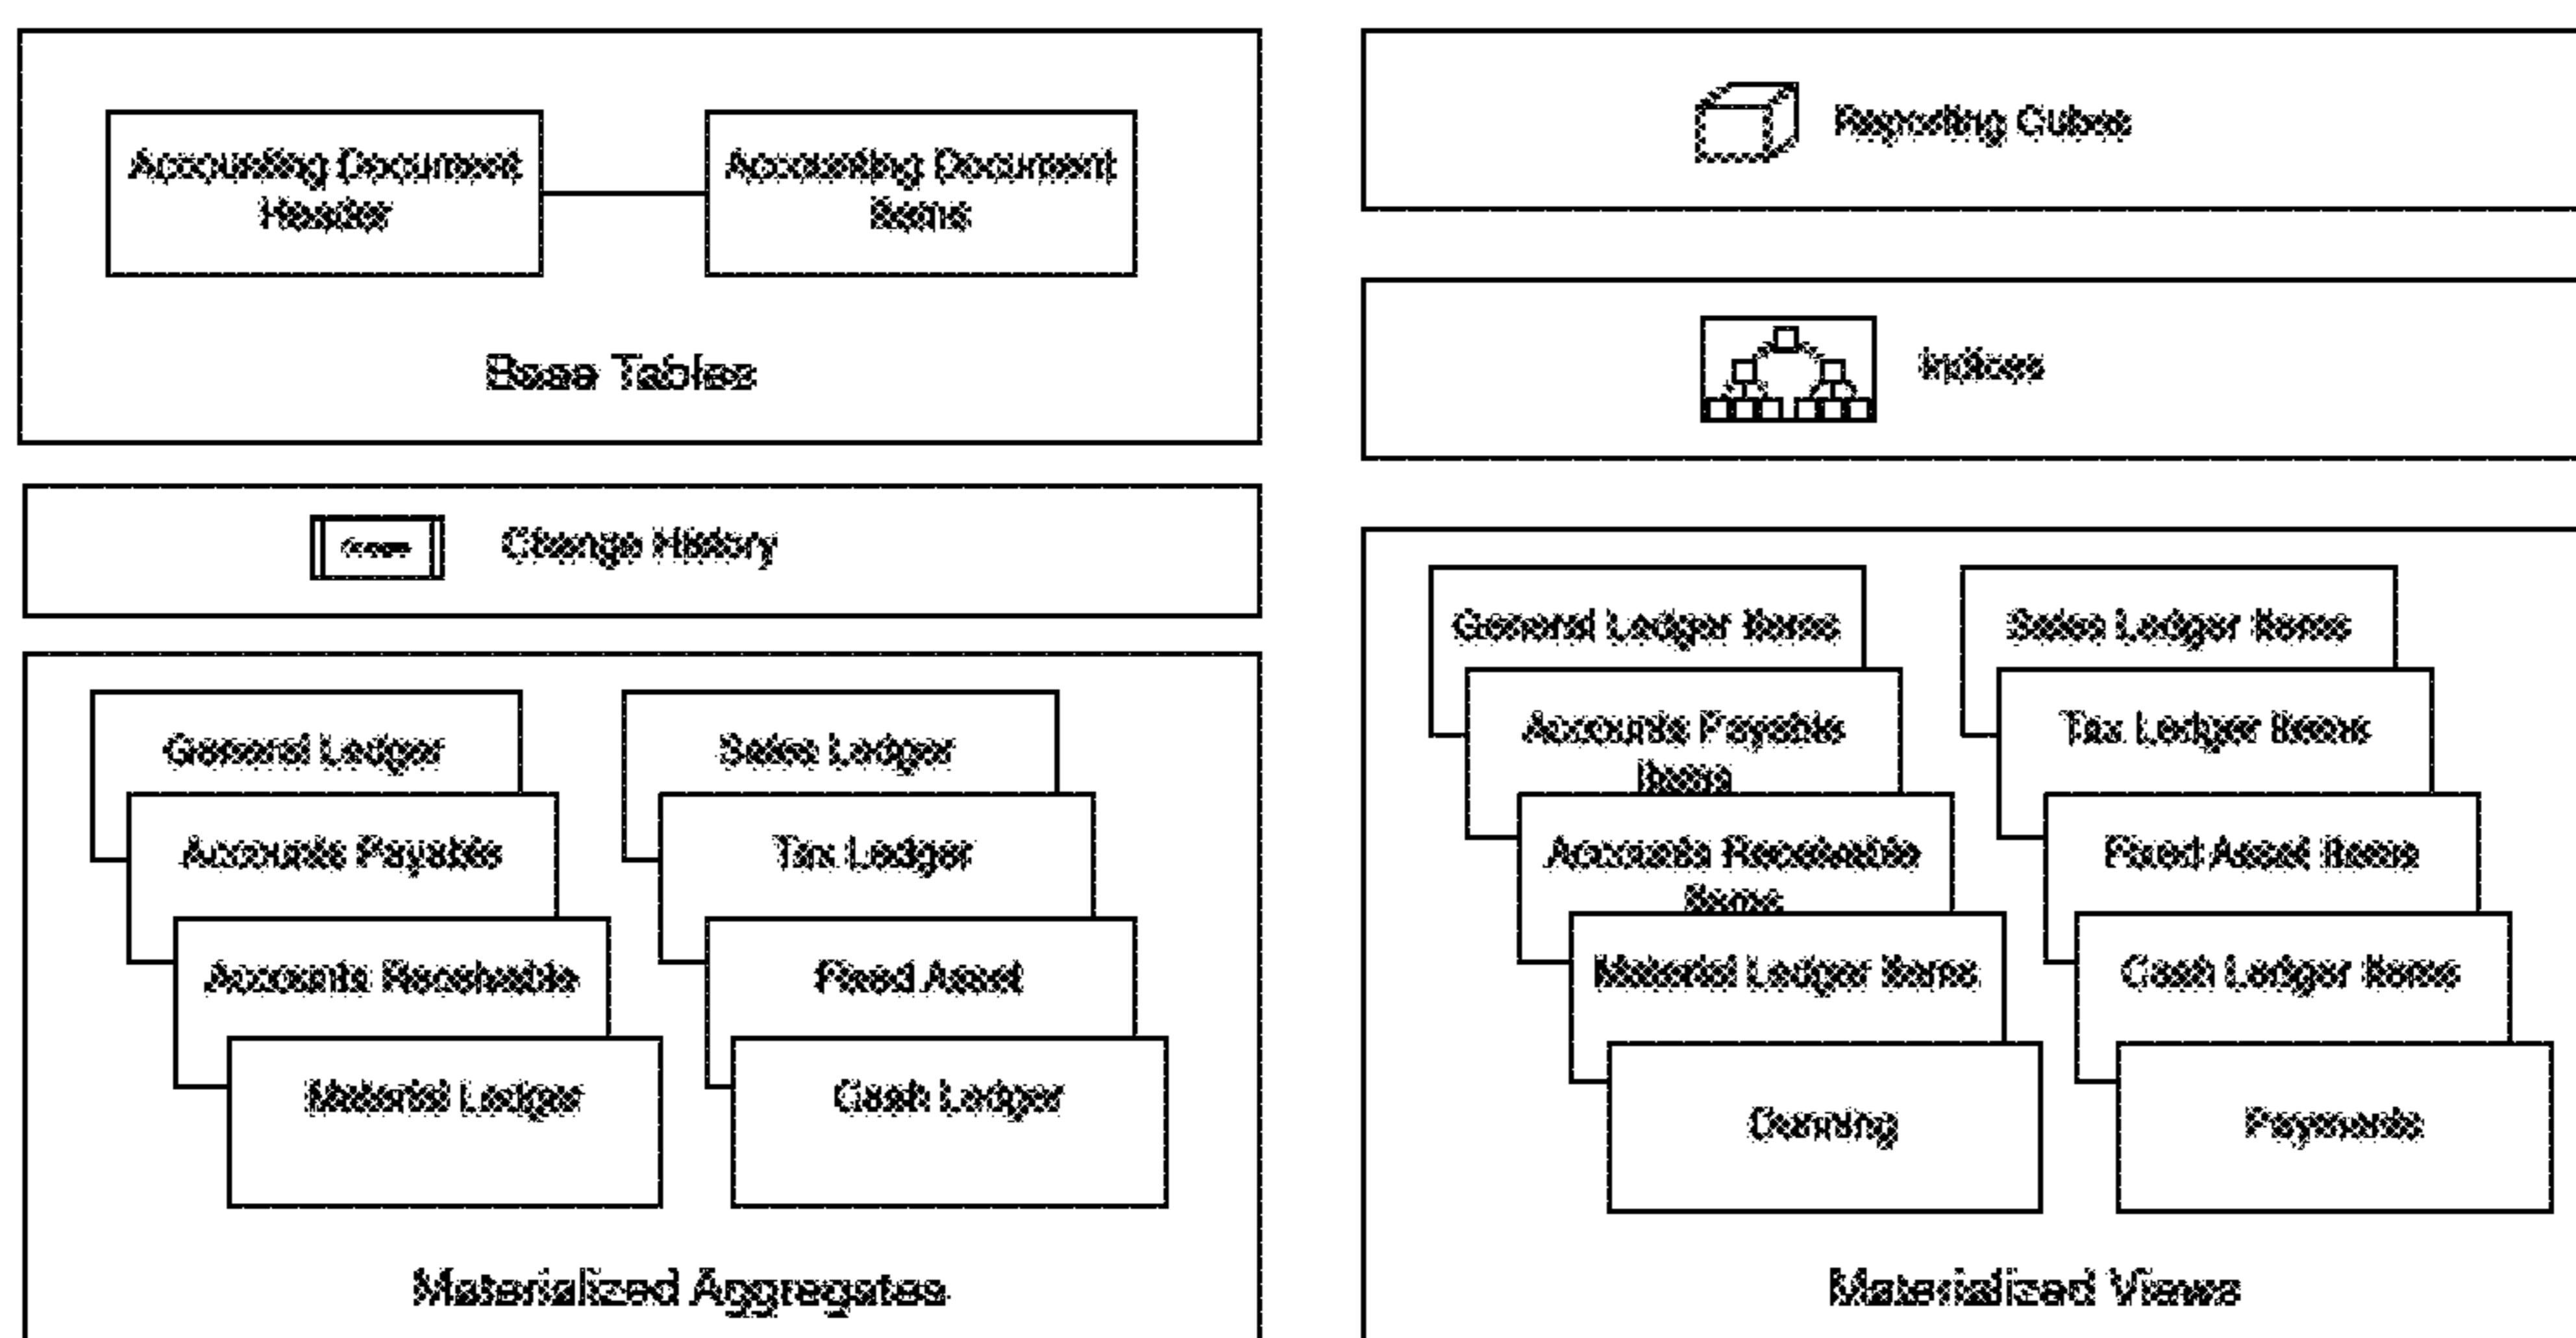 Accounting Document
Header
Accounting Document
Items
Base Tables
Change History
General Ledger
Accounts Payable
Accounts Receivable
Material Ledger
Sales Ledger
Tax Ledger
Fixed Asset
Cash Ledger
Materialized Aggregates
Reporting Cubes
Indices
General Ledger Items
Accounts Payable
Items
Accounts Receivable
Items
Material Ledger Items
Dunning
Sales Ledger Items
Tax Ledger Items
Fixed Asset Items
Cash Ledger Items
Payments
Materialized Views